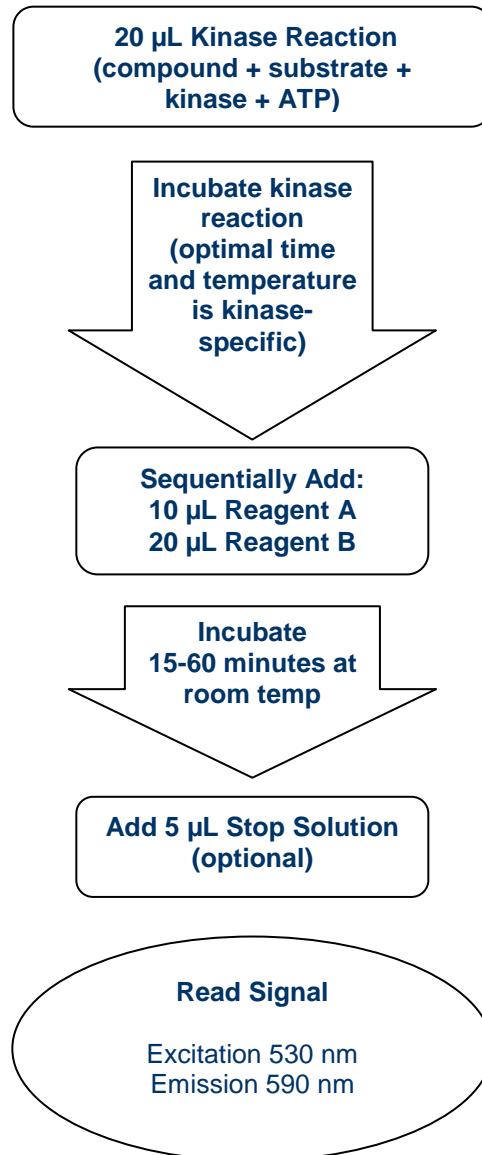 20 µL Kinase Reaction
(compound + substrate +
kinase + ATP)
Incubate kinase
reaction
(optimal time
and temperature
is kinase-
specific)
Sequentially Add:
10 µL Reagent A
20 µL Reagent B
Incubate
15-60 minutes at
room temp
Add 5 µL Stop Solution
(optional)
Read Signal
Excitation 530 nm
Emission 590 nm